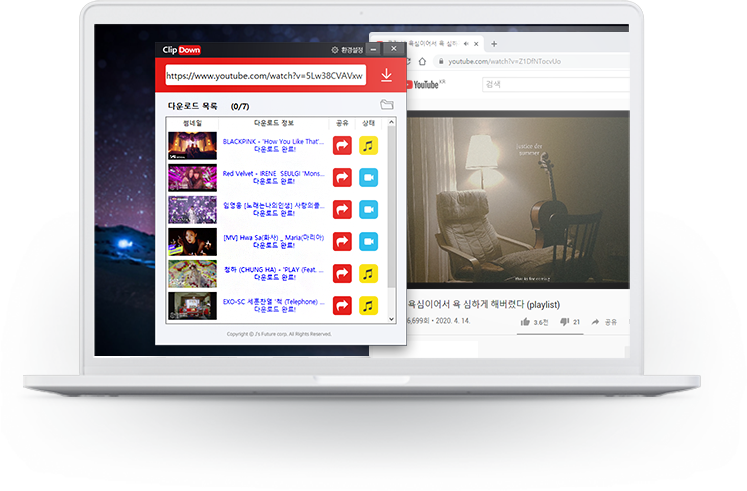 Clip Down
환경설정
https://www.youtube.com/watch?v=5Lw38CVAVxw
다운로드 목록 (0/7)
썸네일 다운로드 정보 공유 상태
BLACKPINK - 'How You Like That'...
다운로드 완료!
Red Velvet - IRENE SEULGI 'Mons...
다운로드 완료!
임영웅 [노래는나의인생] 사랑의콜...
다운로드 완료!
[MV] Hwa Sa(화사) _ Maria(마리아)
다운로드 완료!
청하 (CHUNG HA) - 'PLAY (Feat. ...
다운로드 완료!
EXO-SC 세훈찬열 '척 (Telephone) ...
다운로드 완료!
Copyright © J's Future corp. All Rights Reserved.
욕심이어서 욕심 하게
youtube.com/watch?v=Z1DfNTocvUo
YouTube KR
검색
justice der
summer
욕심이어서 욕 심하게 해버렸다 (playlist)
6,699회 • 2020. 4. 14.
3.6천 21 공유